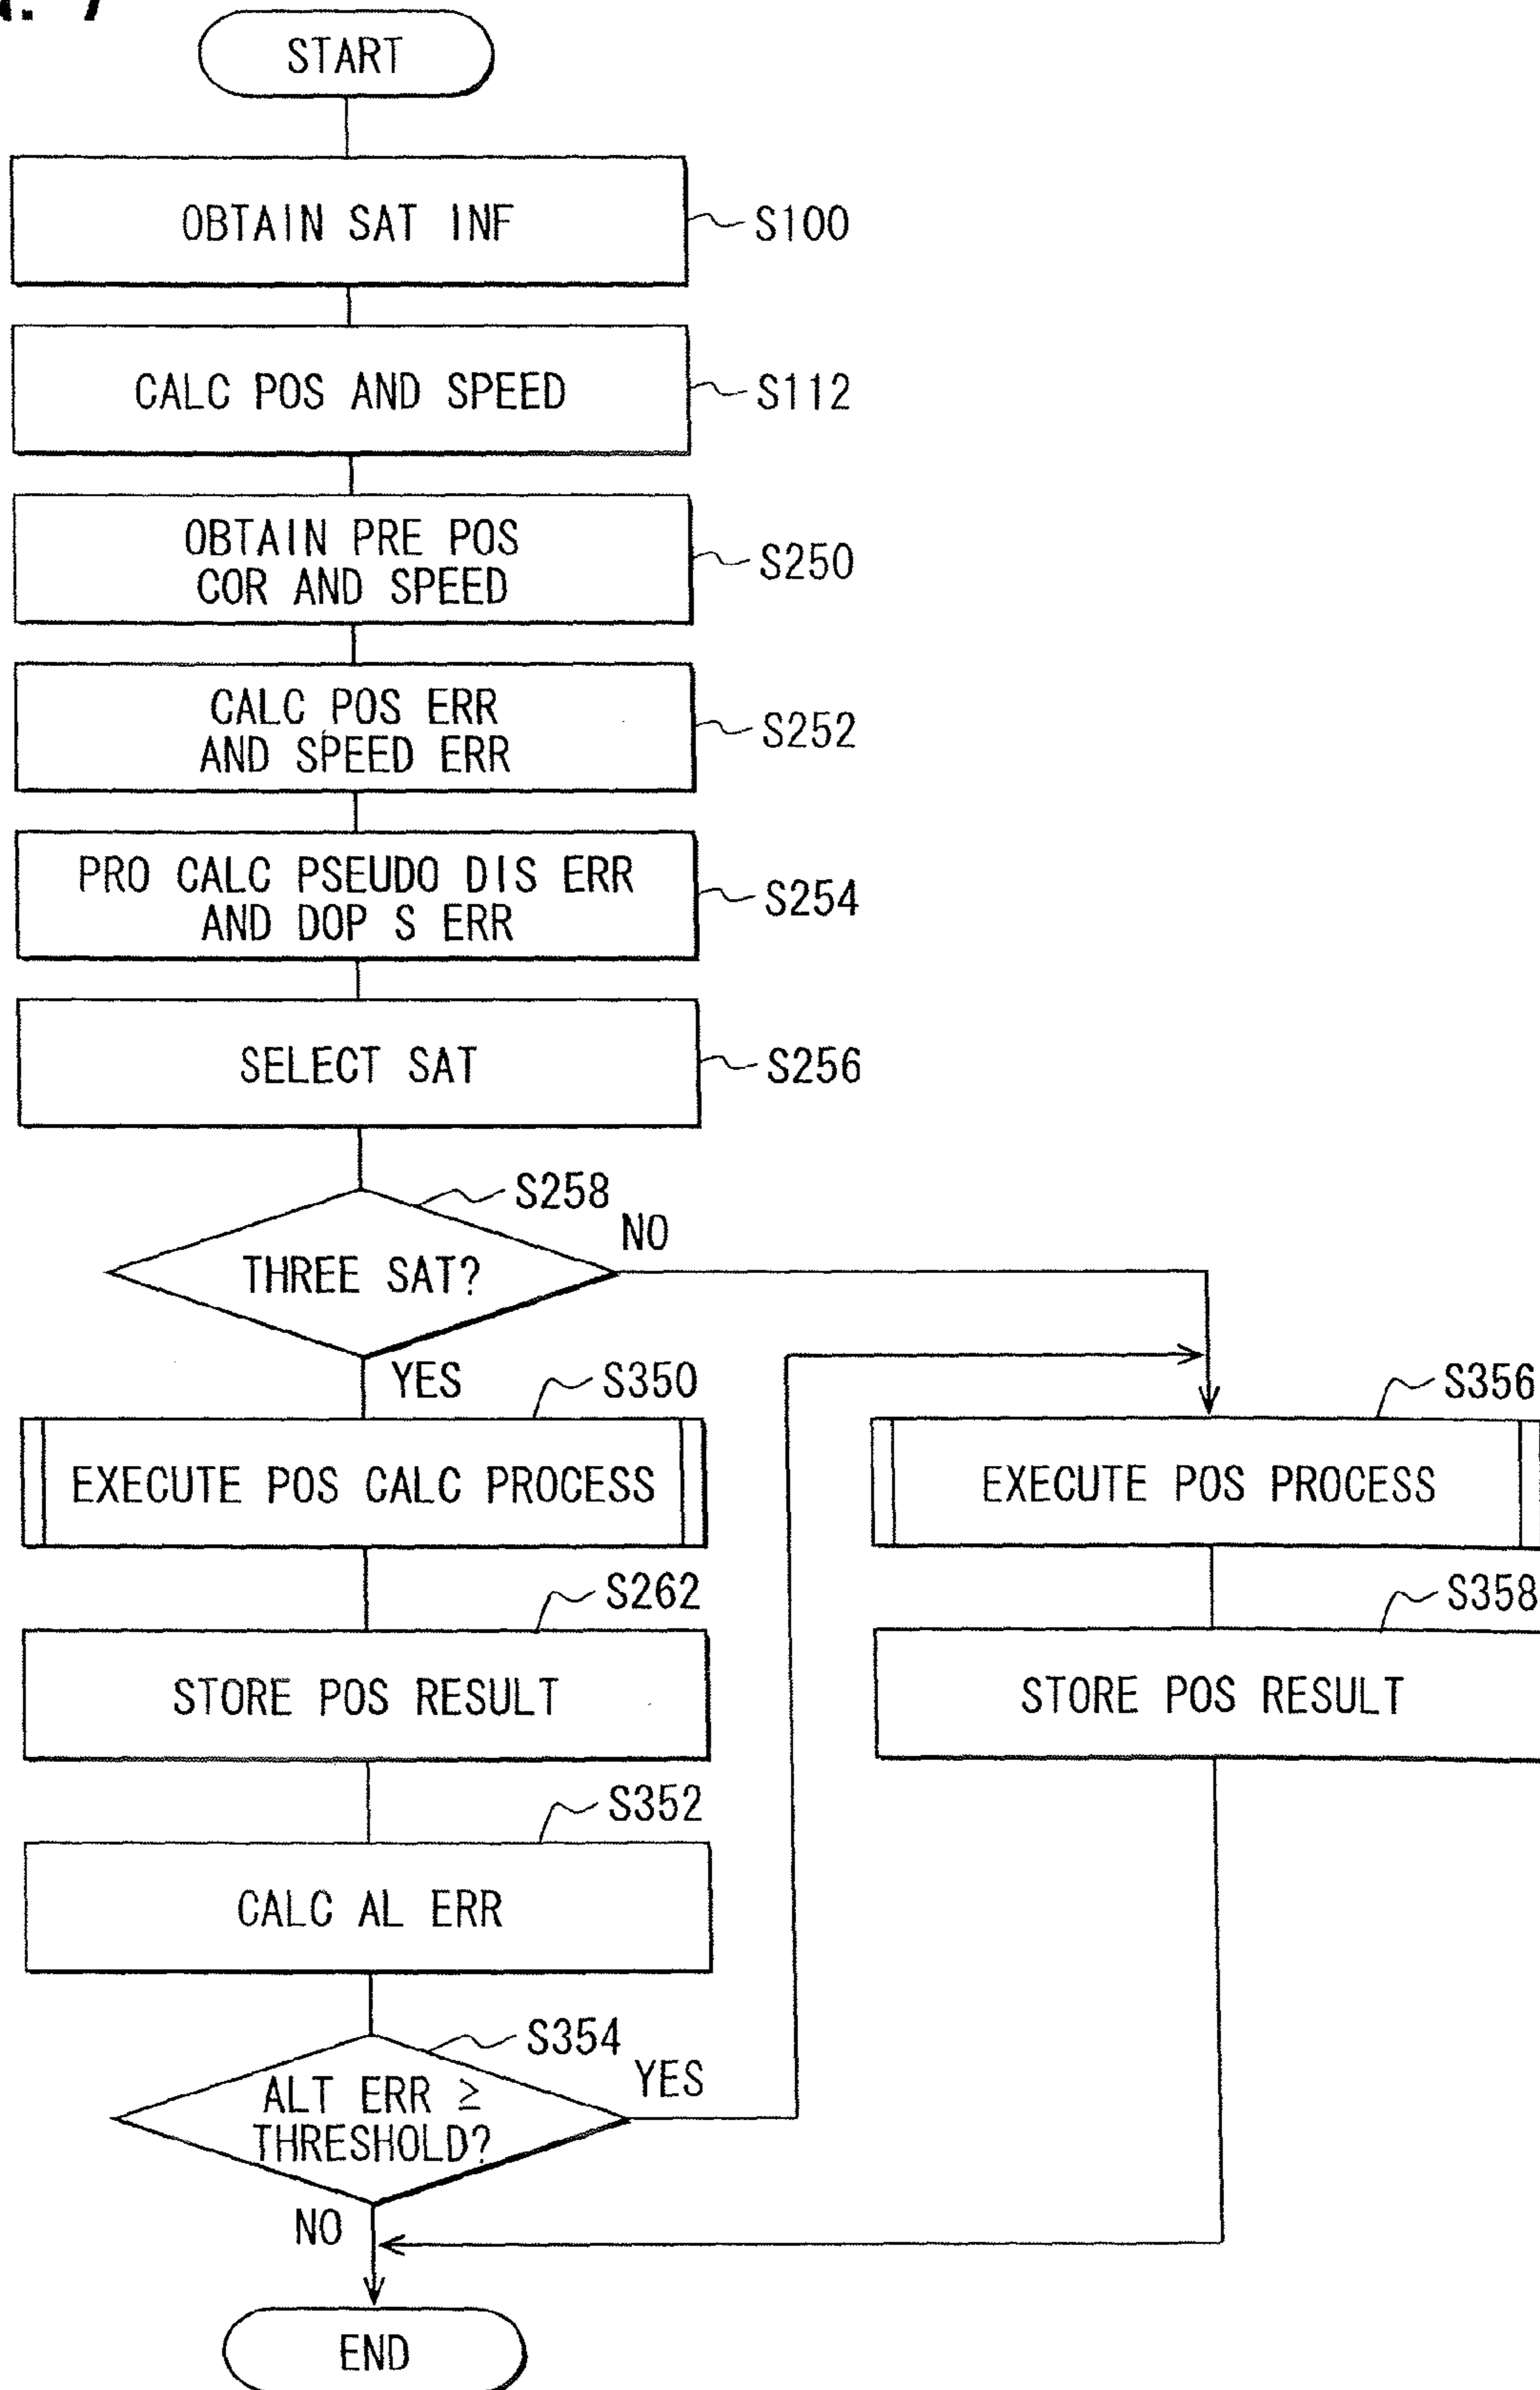 START
OBTAIN SAT INF
S100
CALC POS AND SPEED
S112
OBTAIN PRE POS
COR AND SPEED
S250
CALC POS ERR
AND SPEED ERR
S252
PRO CALC PSEUDO DIS ERR
AND DOP S ERR
S254
SELECT SAT
S256
S258
THREE SAT?
NO
YES
S350
EXECUTE POS CALC PROCESS
S262
STORE POS RESULT
S352
CALC AL ERR
S354
ALT ERR ≥
THRESHOLD?
YES
NO
S356
EXECUTE POS PROCESS
S358
STORE POS RESULT
END